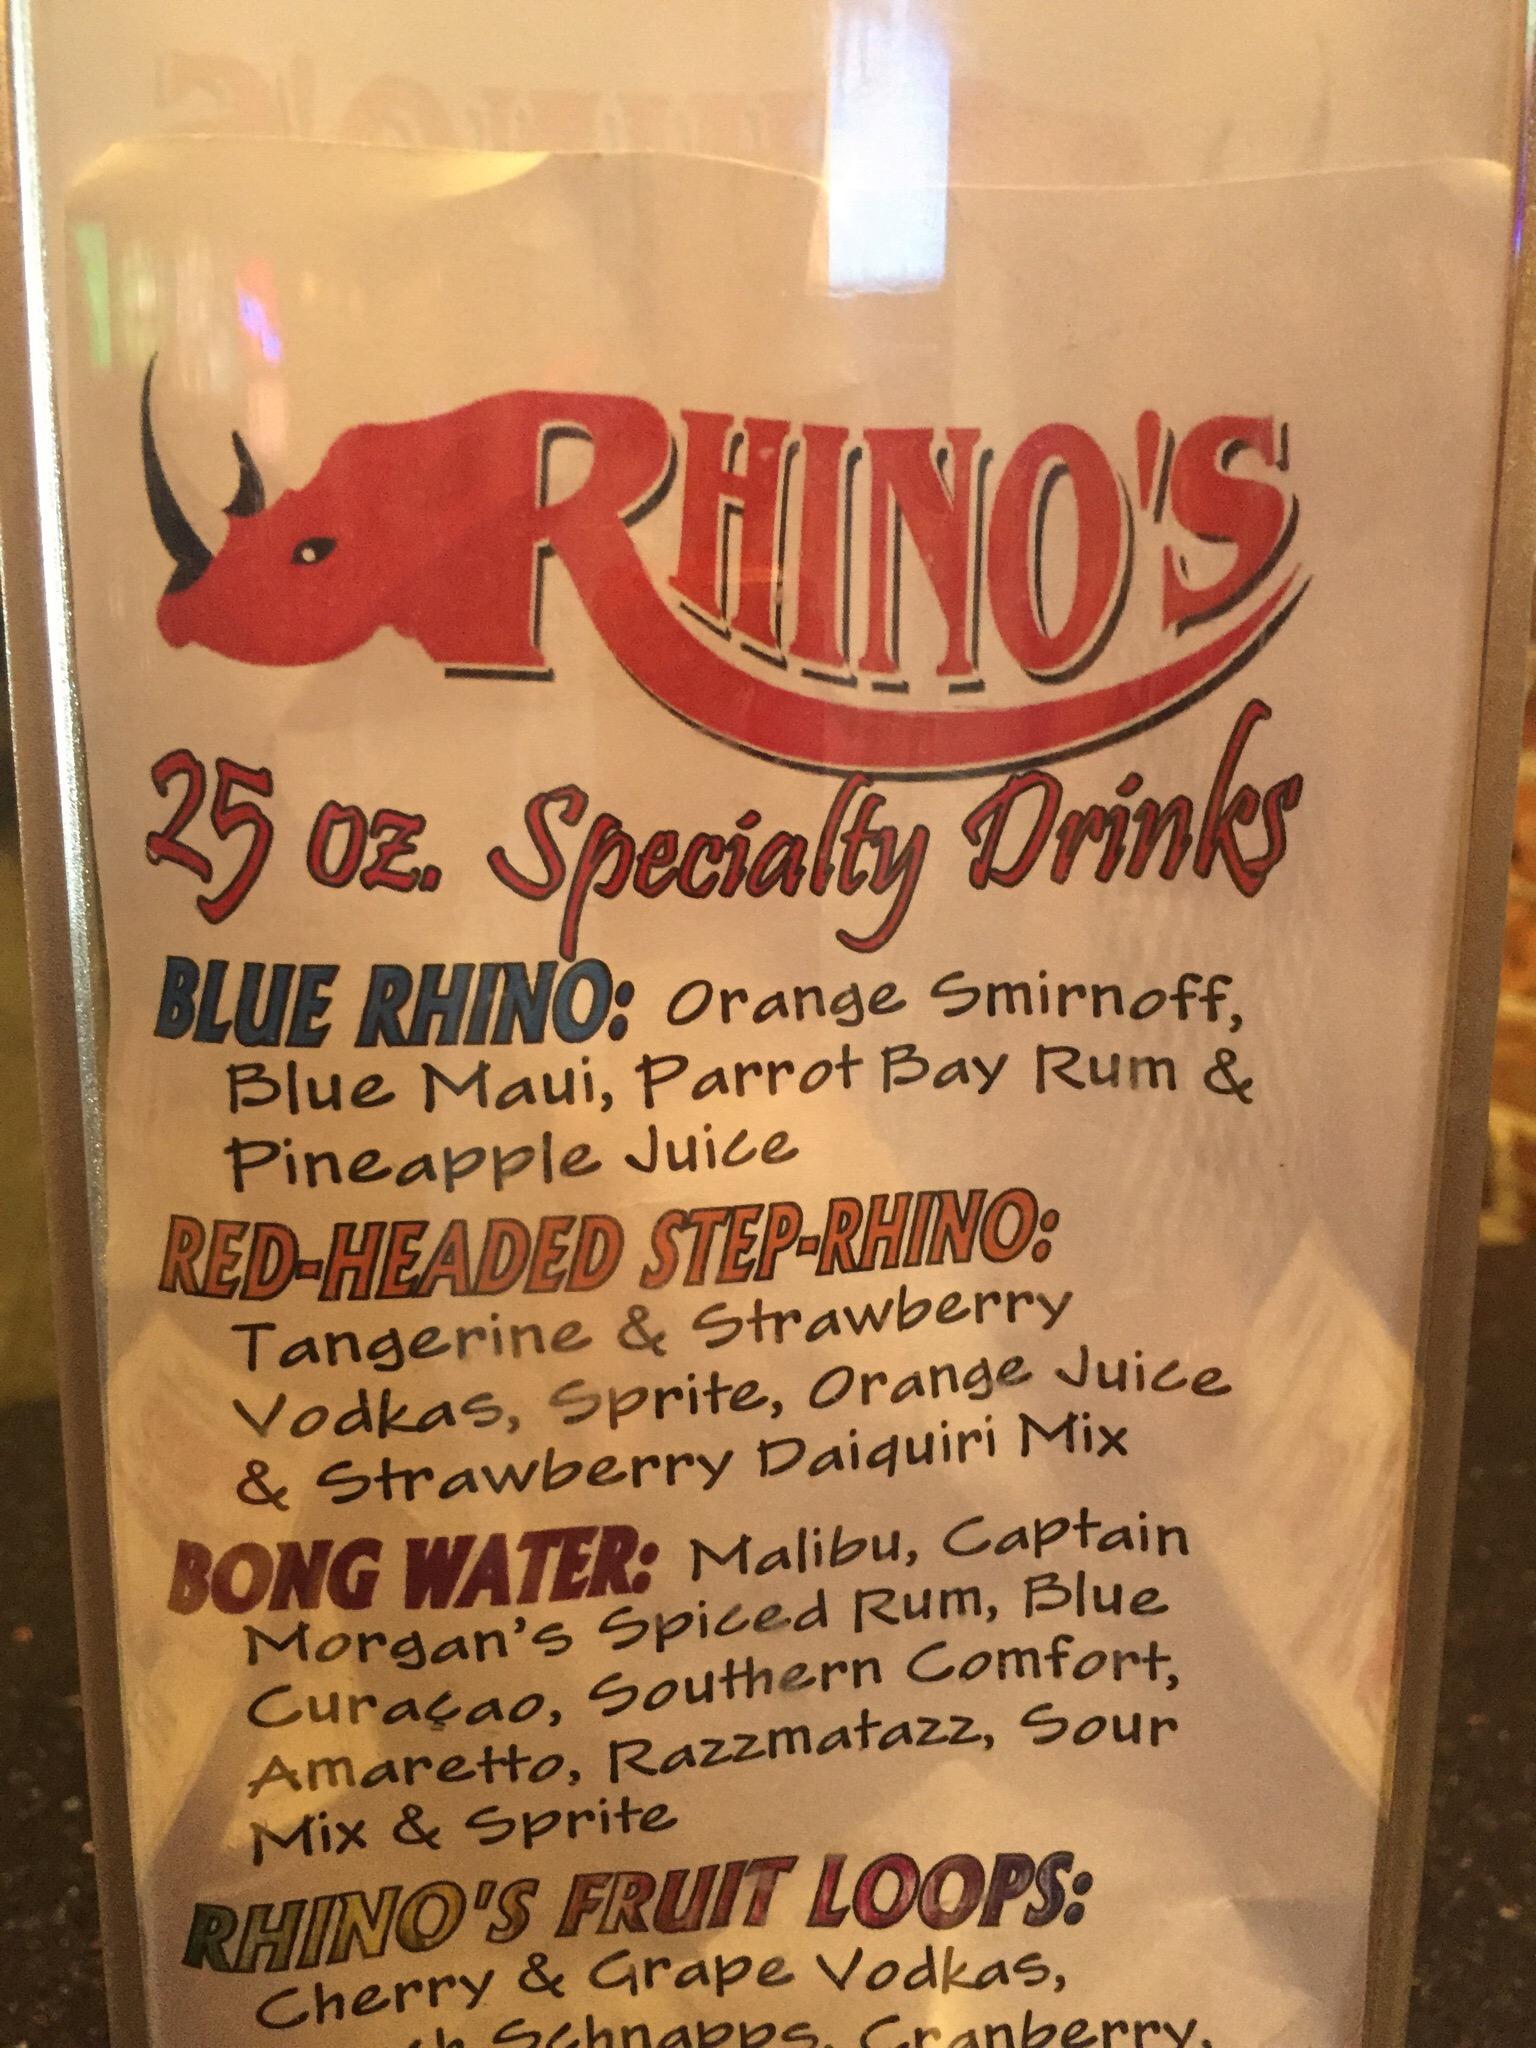 RHINO'S
25 oz. Specialty Drinks
BLUE RHINO: Orange Smirnoff,
Blue Maui, Parrot Bay Rum &
Pineapple Juice
RED-HEADED STEP-RHINO:
Tangerine & Strawberry
Vodkas, Sprite, Orange Juice
& Strawberry Daiquiri Mix
BONG WATER: Malibu, Captain
Morgan's Spiced Rum, Blue
Curaçao, Southern Comfort,
Amaretto, Razzmatazz, Sour
Mix & Sprite
RHINO'S FRUIT LOOPS:
Cherry & Grape Vodkas,
Schnapps, Cranberry,